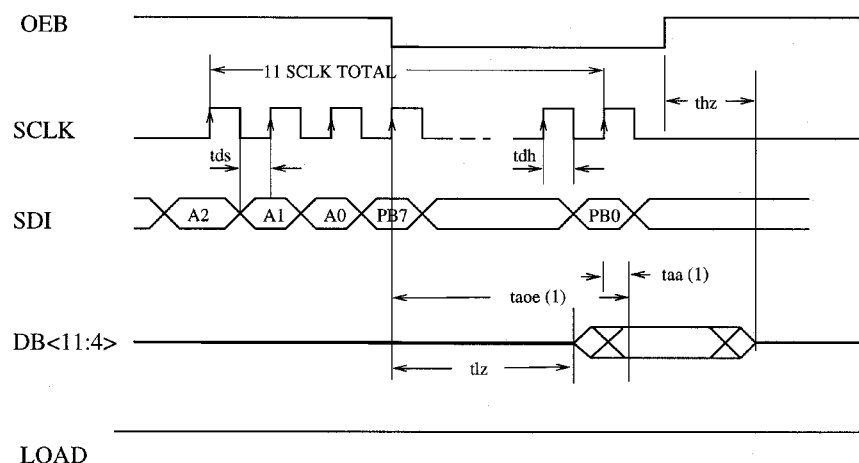 OEB
11 SCLK TOTAL
thz
SCLK
tds
tdh
SDI
A2 A1 A0 PB7 PB0
taa (1)
taoe (1)
DB<11:4>
tlz
LOAD